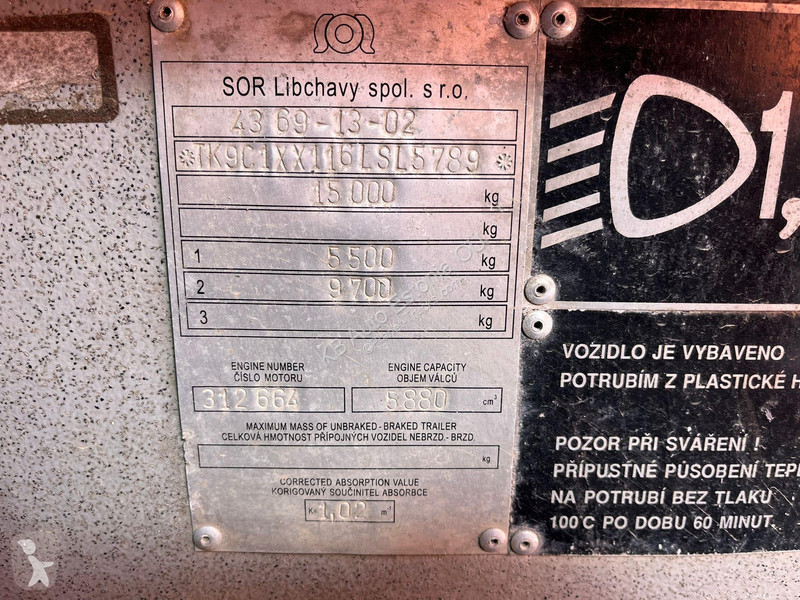 SOR Libchavy spol. s r.o.
4369-13-02
*TK9C1XX116LSL5789*
15 000 kg
kg
1 5 500 kg
2 9 700 kg
3 kg
ENGINE NUMBER
ČÍSLO MOTORU
ENGINE CAPACITY
OBJEM VÁLCŮ
312 664
5880 cm³
MAXIMUM MASS OF UNBRAKED - BRAKED TRAILER
CELKOVÁ HMOTNOST PŘÍPOJNÝCH VOZIDEL NEBRZD.- BRZD.
kg
CORRECTED ABSORPTION VALUE
KORIGOVANÝ SOUČINITEL ABSORBCE
K= 1,02 m⁻¹
1,
VOZIDLO JE VYBAVENO
POTRUBÍM Z PLASTICKÉ H
POZOR PŘI SVÁŘENÍ !
PŘÍPUSTNÉ PŮSOBENÍ TEPL
NA POTRUBÍ BEZ TLAKU
100°C PO DOBU 60 MINUT.